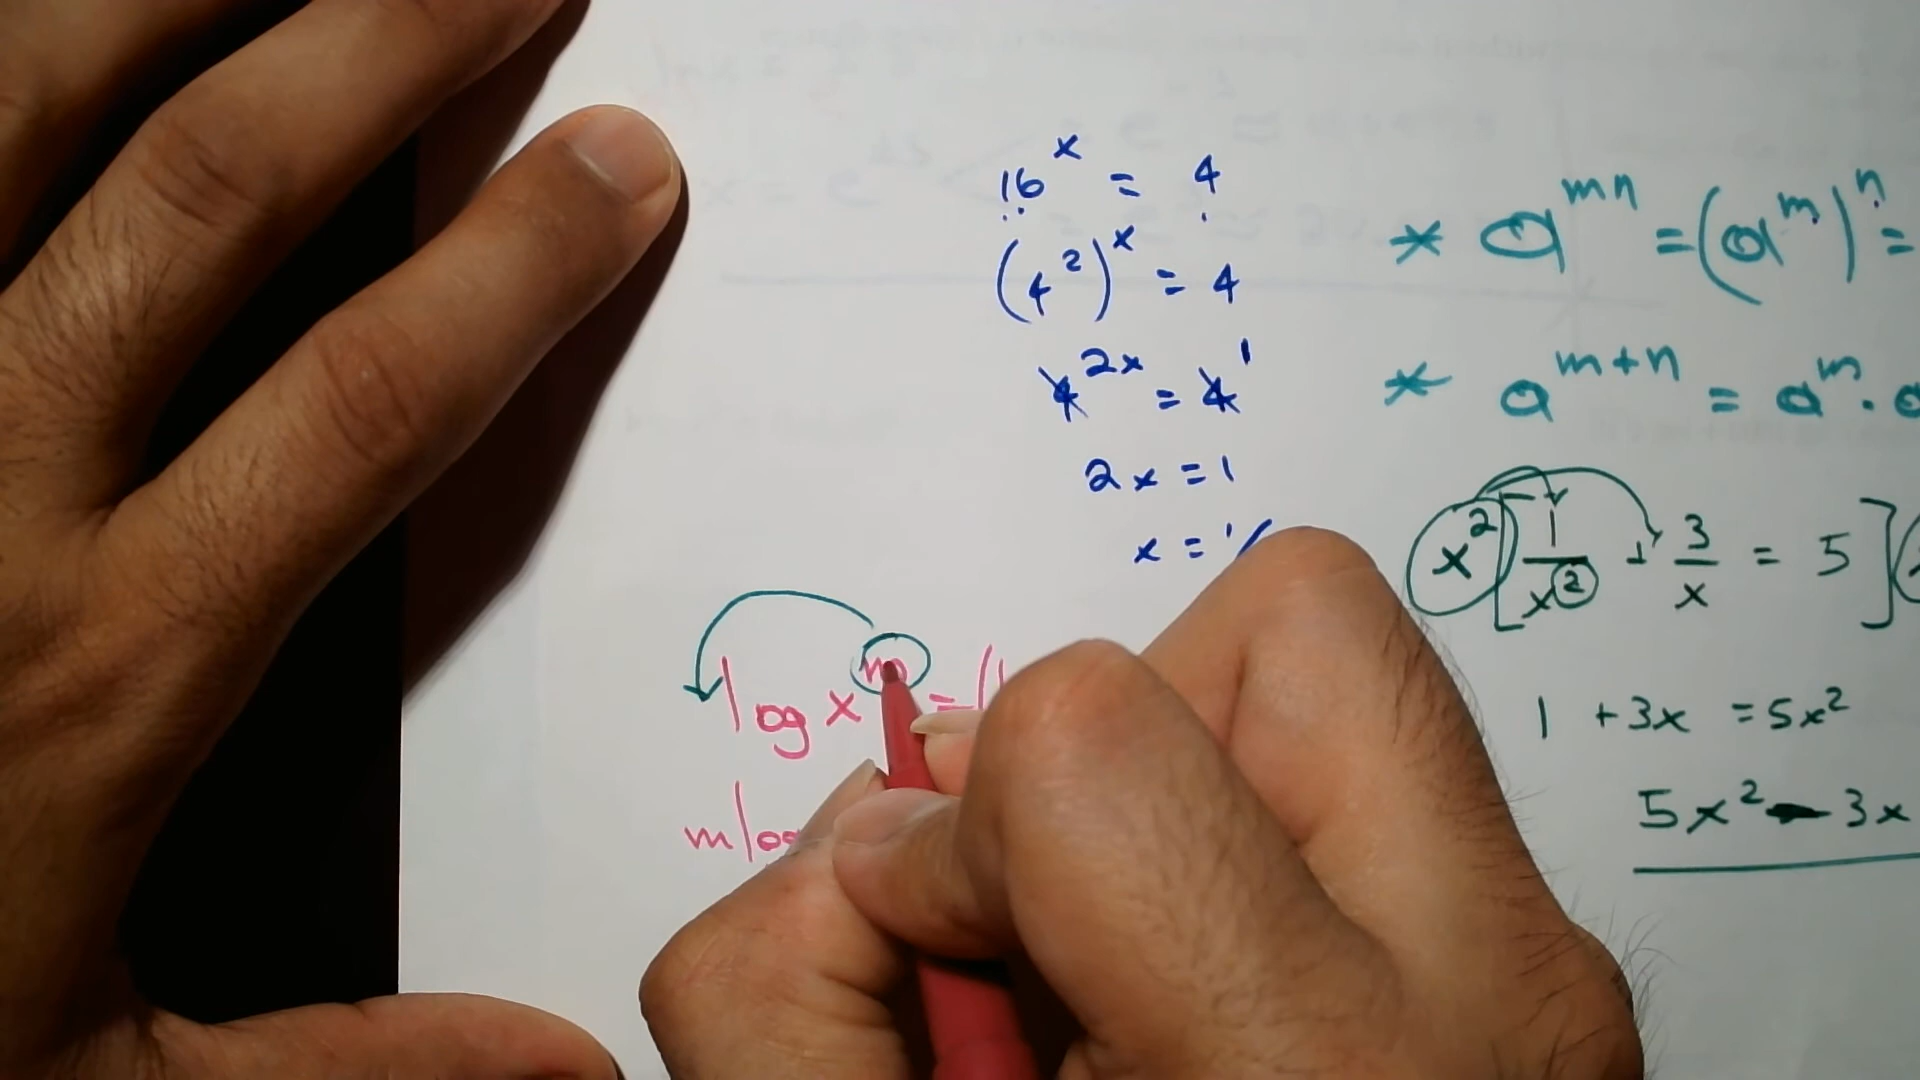 16^x = 4
(4^2)^x = 4
4^{2x} = 4^1
2x = 1
x =
log x^m = (
m log
* a^{mn} = (a^m)^n =
* a^{m+n} = a^m .
x^2 [ 1/x^2 + 3/x = 5 ]
1 + 3x = 5x^2
5x^2 - 3x